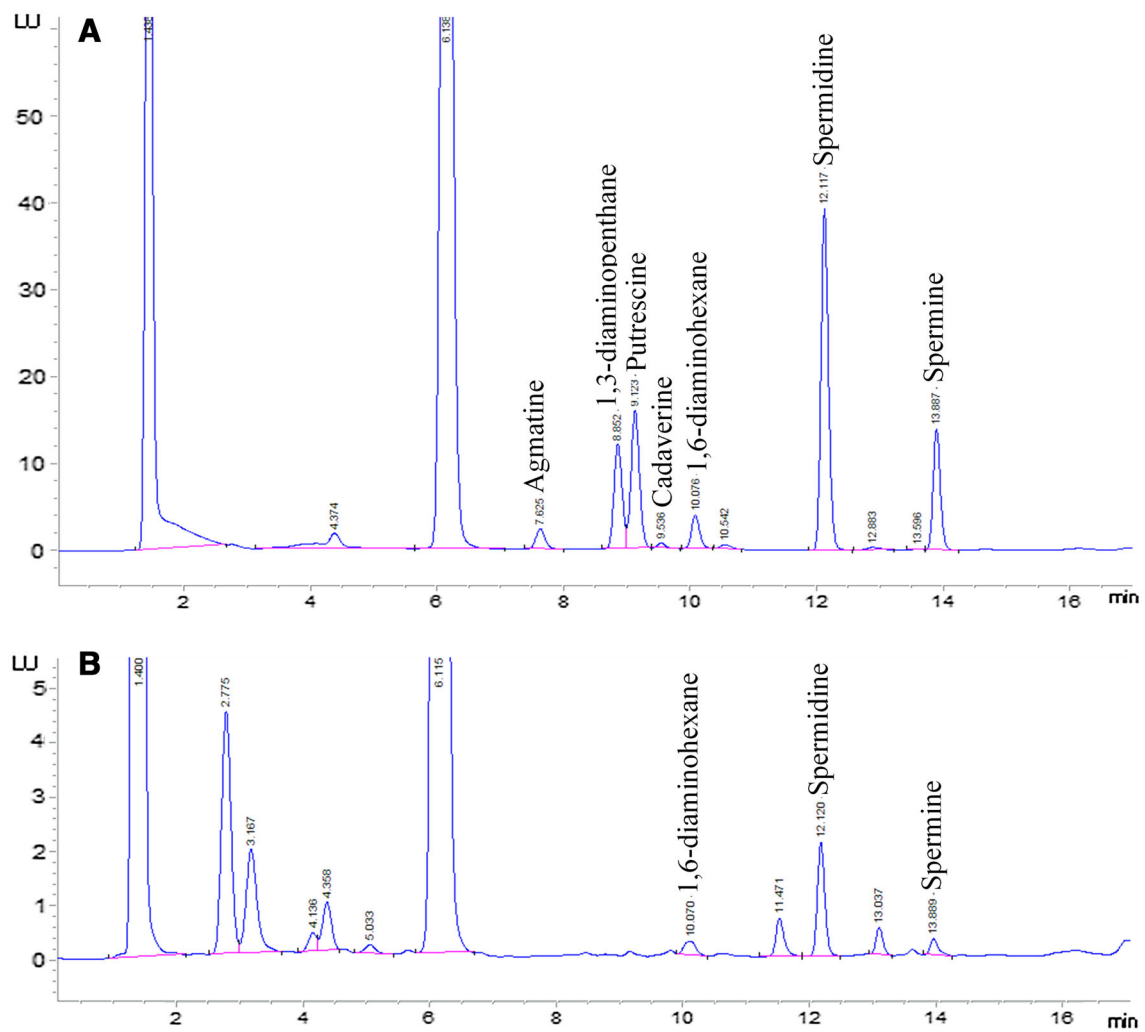 LU
A
1.435
6.138
7.625 Agmatine
8.852 1,3-diaminopenthane
9.123 Putrescine
9.536 Cadaverine
10.076 1,6-diaminohexane
12.117 Spermidine
13.887 Spermine
50
40
30
20
10
0
4.374
10.542
12.883
13.596
2 4 6 8 10 12 14 16 min
LU
B
1.400
2.775
3.167
4.136
4.358
5.033
6.115
10.070 1,6-diaminohexane
11.471
12.120 Spermidine
13.037
13.889 Spermine
5
4
3
2
1
0
2 4 6 8 10 12 14 16 min